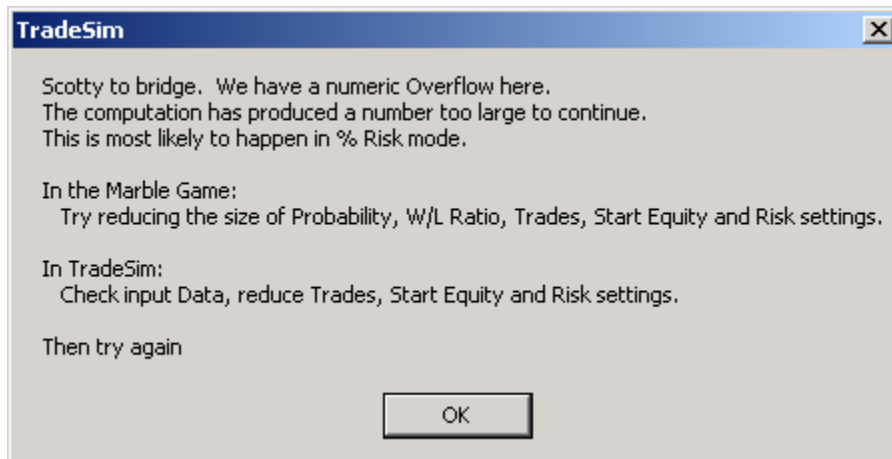 TradeSim
Scotty to bridge.  We have a numeric Overflow here.
The computation has produced a number too large to continue.
This is most likely to happen in % Risk mode.
In the Marble Game:
Try reducing the size of Probability, W/L Ratio, Trades, Start Equity and Risk settings.
In TradeSim:
Check input Data, reduce Trades, Start Equity and Risk settings.
Then try again
OK